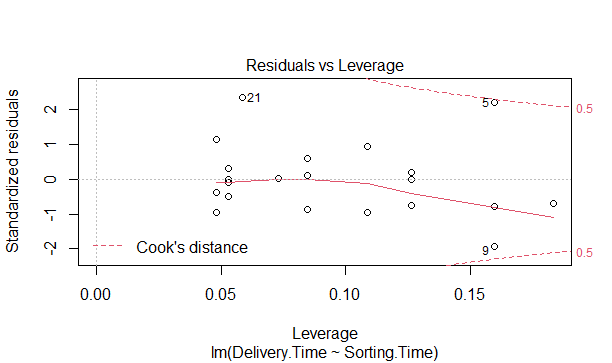 Residuals vs Leverage
Standardized residuals
2
1
0
-1
-2
21
5
9
0.5
0.5
Cook's distance
0.00
0.05
0.10
0.15
Leverage
lm(Delivery.Time ~ Sorting.Time)